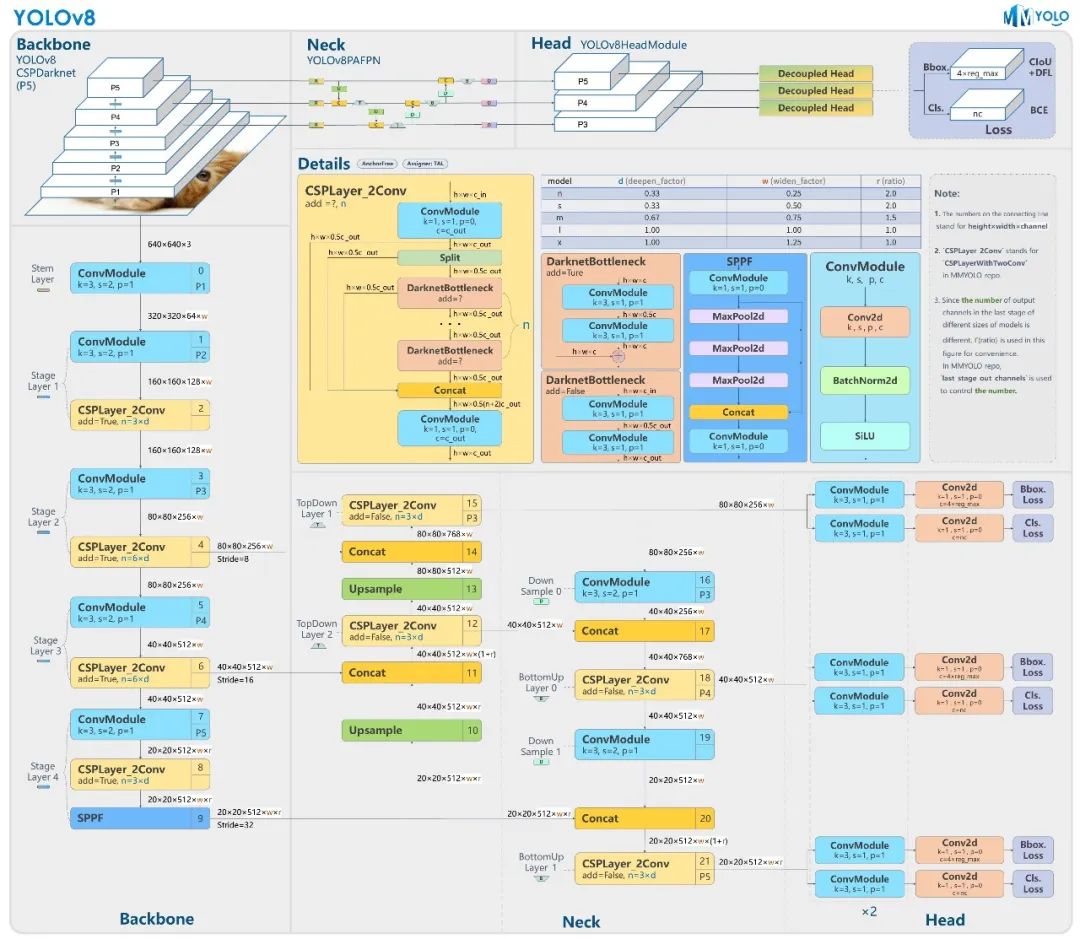 YOLOv8
MMYOLO
Backbone
YOLOv8
CSPDarknet
(P5)
P5
P4
P3
P2
P1
Neck
YOLOv8PAFPN
Head YOLOv8HeadModule
P5
P4
P3
Decoupled Head
Decoupled Head
Decoupled Head
Bbox.
4×reg_max
CIoU
+DFL
Cls.
nc
BCE
Loss
Details
AnchorFree
Assigner: TAL
CSPLayer_2Conv
add =?, n
h×w×c_in
ConvModule
k=1, s=1, p=0,
c=c_out
h×w×c_out
h×w×0.5c_out
Split
h×w×0.5c_out
h×w×0.5c_out
DarknetBottleneck
add=?
h×w×0.5c_out
h×w×0.5c_out
. . .
h×w×0.5c_out
n
DarknetBottleneck
add=?
h×w×0.5c_out
Concat
h×w×0.5(n+2)c_out
ConvModule
k=1, s=1, p=0,
c=c_out
h×w×c_out
model d (deepen_factor) w (widen_factor) r (ratio)
n 0.33 0.25 2.0
s 0.33 0.50 2.0
m 0.67 0.75 1.5
l 1.00 1.00 1.0
x 1.00 1.25 1.0
DarknetBottleneck
add=Ture
h×w×c
ConvModule
k=3, s=1, p=1
h×w×0.5c
ConvModule
k=3, s=1, p=1
h×w×c
h×w×c
+
DarknetBottleneck
add=False
h×w×c_in
ConvModule
k=3, s=1, p=1
h×w×0.5c_out
ConvModule
k=3, s=1, p=1
h×w×c_out
SPPF
ConvModule
k=1, s=1, p=0
MaxPool2d
MaxPool2d
MaxPool2d
Concat
ConvModule
k=1, s=1, p=0
ConvModule
k, s, p, c
Conv2d
k, s, p, c
BatchNorm2d
SiLU
Note:
1. The numbers on the connecting line
stand for height×width×channel
2. `CSPLayer_2Conv` stands for
`CSPLayerWithTwoConv`
in MMYOLO repo.
3. Since the number of output
channels in the last stage of
different sizes of models is
different. r(ratio) is used in this
figure for convenience.
In MMYOLO repo,
`last_stage_out_channels` is used
to control the number.
640×640×3
Stem
Layer
ConvModule 0
k=3, s=2, p=1 P1
320×320×64×w
Stage
Layer 1
ConvModule 1
k=3, s=2, p=1 P2
160×160×128×w
CSPLayer_2Conv 2
add=True, n=3×d
160×160×128×w
Stage
Layer 2
ConvModule 3
k=3, s=2, p=1 P3
80×80×256×w
CSPLayer_2Conv 4
add=True, n=6×d
80×80×256×w
Stride=8
80×80×256×w
Stage
Layer 3
ConvModule 5
k=3, s=2, p=1 P4
40×40×512×w
CSPLayer_2Conv 6
add=True, n=6×d
40×40×512×w
Stride=16
40×40×512×w
Stage
Layer 4
ConvModule 7
k=3, s=2, p=1 P5
20×20×512×w×r
CSPLayer_2Conv 8
add=True, n=3×d
20×20×512×w×r
SPPF 9
20×20×512×w×r
Stride=32
Backbone
TopDown
Layer 1
T
CSPLayer_2Conv 15
add=False, n=3×d P3
80×80×768×w
Concat 14
80×80×512×w
Upsample 13
40×40×512×w
TopDown
Layer 2
T
CSPLayer_2Conv 12
add=False, n=3×d
40×40×512×w
40×40×512×w×(1+r)
Concat 11
40×40×512×w×r
Upsample 10
20×20×512×w×r
80×80×256×w
80×80×256×w
Down
Sample 0
D
ConvModule 16
k=3, s=2, p=1 P3
40×40×256×w
Concat 17
40×40×768×w
BottomUp
Layer 0
B
CSPLayer_2Conv 18
add=False, n=3×d P4
40×40×512×w
40×40×512×w
Down
Sample 1
D
ConvModule 19
k=3, s=2, p=1
20×20×512×w
20×20×512×w×r
Concat 20
20×20×512×w×(1+r)
BottomUp
Layer 1
B
CSPLayer_2Conv 21
add=False, n=3×d P5
20×20×512×w×r
Neck
ConvModule
k=3, s=1, p=1
Conv2d
k=1, s=1, p=0
c=4×reg_max
Bbox.
Loss
ConvModule
k=3, s=1, p=1
Conv2d
k=1, s=1, p=0
c=nc
Cls.
Loss
ConvModule
k=3, s=1, p=1
Conv2d
k=1, s=1, p=0
c=4×reg_max
Bbox.
Loss
ConvModule
k=3, s=1, p=1
Conv2d
k=1, s=1, p=0
c=nc
Cls.
Loss
ConvModule
k=3, s=1, p=1
Conv2d
k=1, s=1, p=0
c=4×reg_max
Bbox.
Loss
ConvModule
k=3, s=1, p=1
Conv2d
k=1, s=1, p=0
c=nc
Cls.
Loss
×2
Head